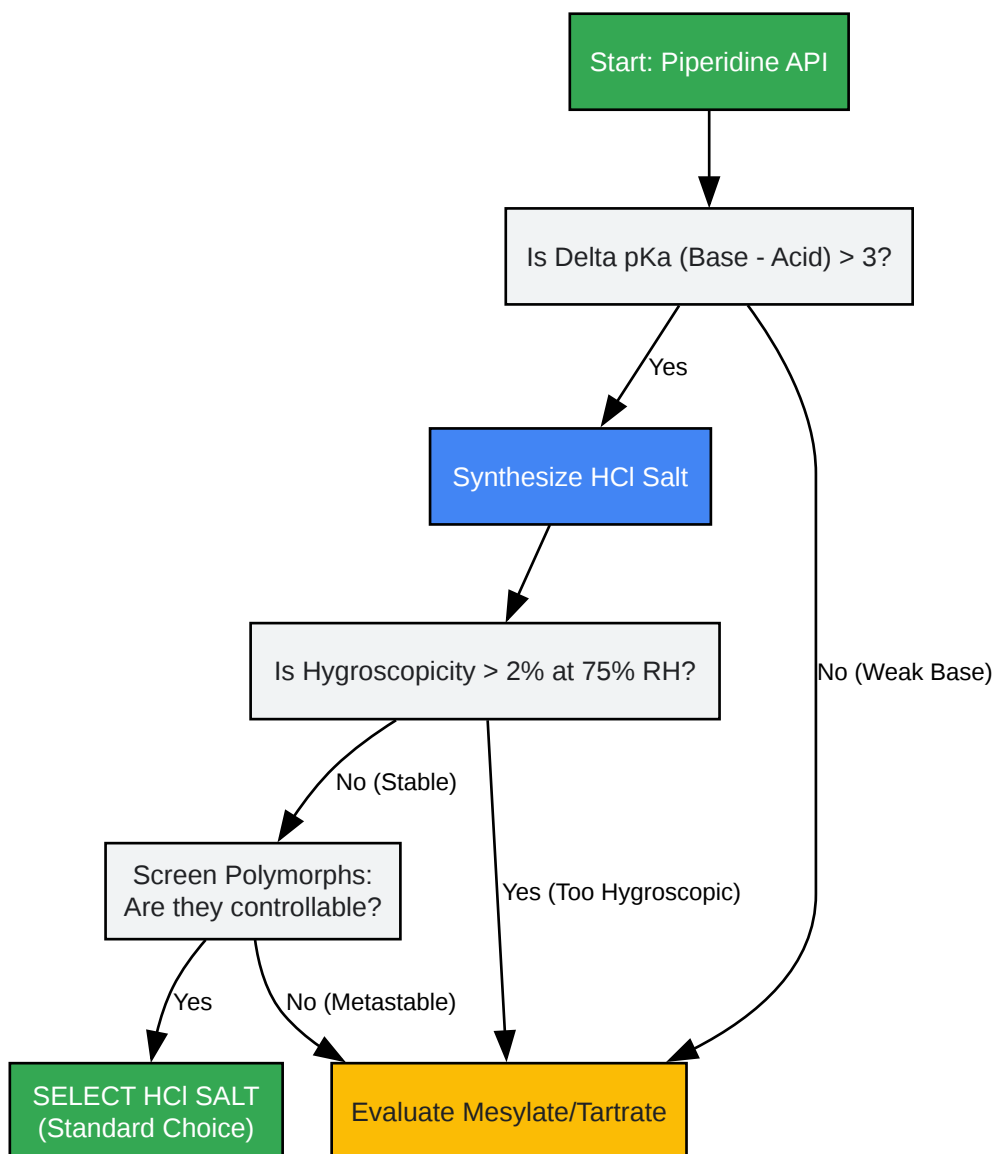 Start: Piperidine API
Is Delta pKa (Base - Acid) > 3?
Yes
Synthesize HCl Salt
Is Hygroscopicity > 2% at 75% RH?
No (Weak Base)
No (Stable)
Screen Polymorphs:
Are they controllable?
Yes (Too Hygroscopic)
Yes
No (Metastable)
SELECT HCl SALT
(Standard Choice)
Evaluate Mesylate/Tartrate